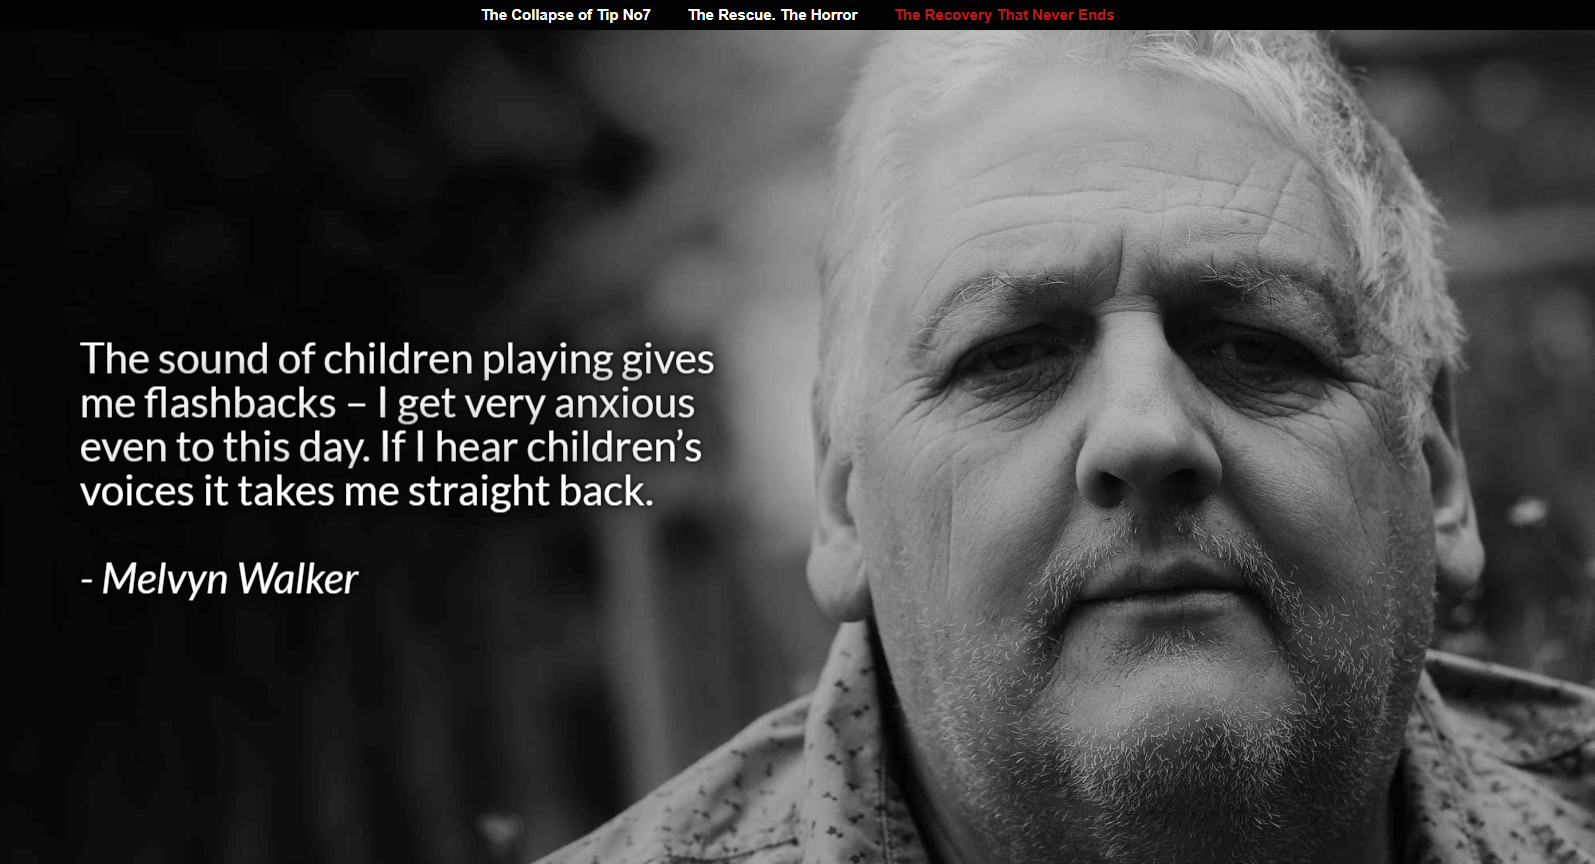 The Collapse of Tip No7 The Rescue. The Horror The Recovery That Never Ends
The sound of children playing gives
me flashbacks – I get very anxious
even to this day. If I hear children’s
voices it takes me straight back.
- Melvyn Walker